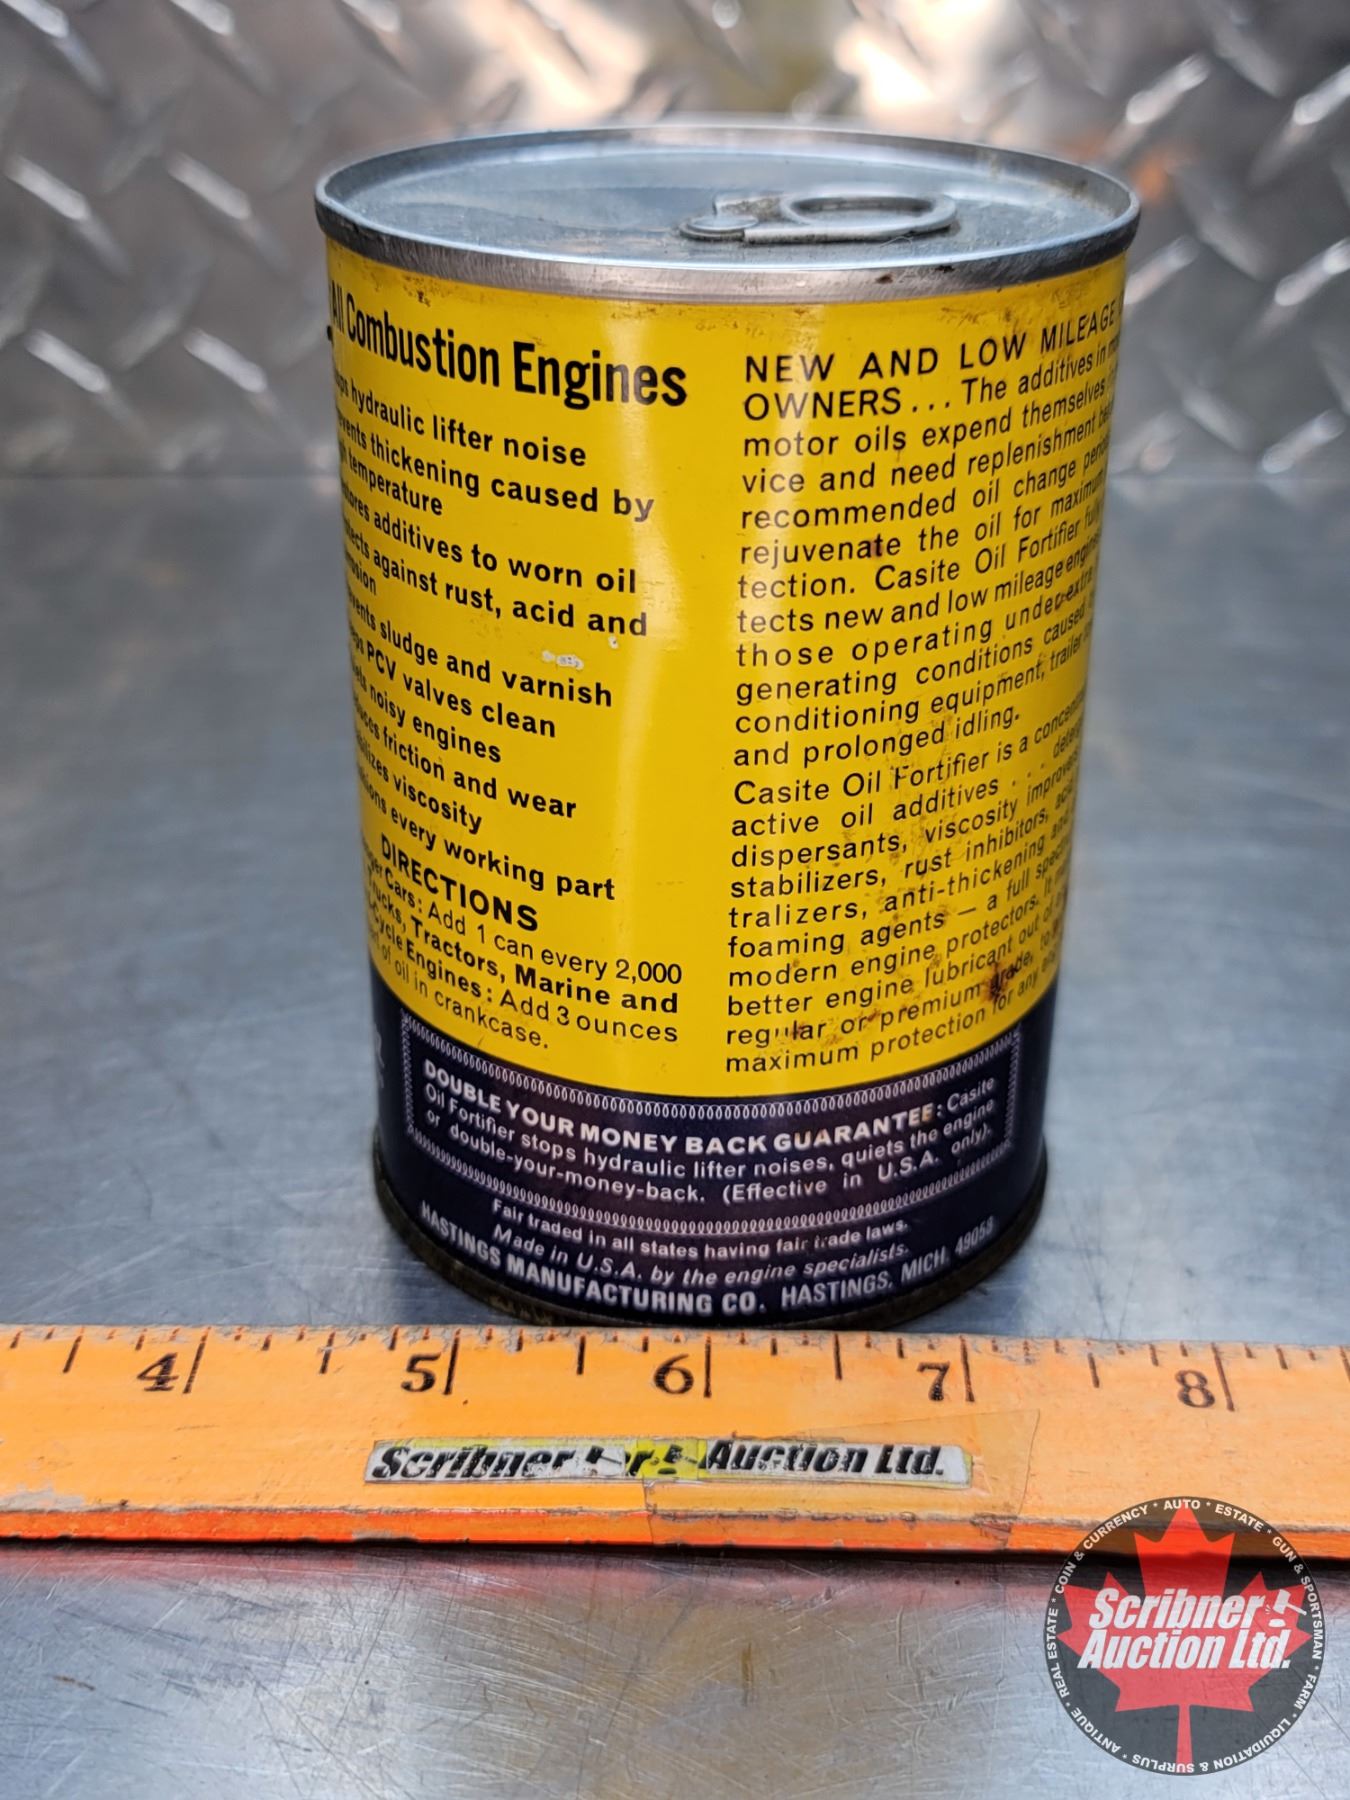 All Combustion Engines
hydraulic lifter noise
thickening caused by
temperature
additives to worn oil
against rust, acid and
sludge and varnish
PCV valves clean
noisy engines
friction and wear
viscosity
every working part
DIRECTIONS
Cars: Add 1 can every 2,000
Tractors, Marine and
Cycle Engines: Add 3 ounces
of oil in crankcase.
NEW AND LOW MILEAGE
OWNERS... The additives in
motor oils expend themselves
vice and need replenishment
recommended oil change
rejuvenate the oil for maximum
tection. Casite Oil Fortifier
tects new and low mileage
those operating under
generating conditions caused
conditioning equipment, trailer
and prolonged idling.
Casite Oil Fortifier is a
active oil additives ...
dispersants, viscosity
stabilizers, rust inhibitors,
tralizers, anti-thickening
foaming agents — a full
modern engine protectors. It
better engine lubricant out of
regular or premium grade,
maximum protection for any
DOUBLE YOUR MONEY BACK GUARANTEE: Casite
Oil Fortifier stops hydraulic lifter noises, quiets the engine
or double-your-money-back. (Effective in U.S.A. only).
Fair traded in all states having fair trade laws.
Made in U.S.A. by the engine specialists.
HASTINGS MANUFACTURING CO. HASTINGS, MICH. 49058
4 5 6 7 8
Scribner Auction Ltd.
COIN & CURRENCY * AUTO * ESTATE * GUN & SPORTSMAN * FARM * LIQUIDATION & SURPLUS * ANTIQUE * REAL ESTATE *
Scribner
Auction Ltd.